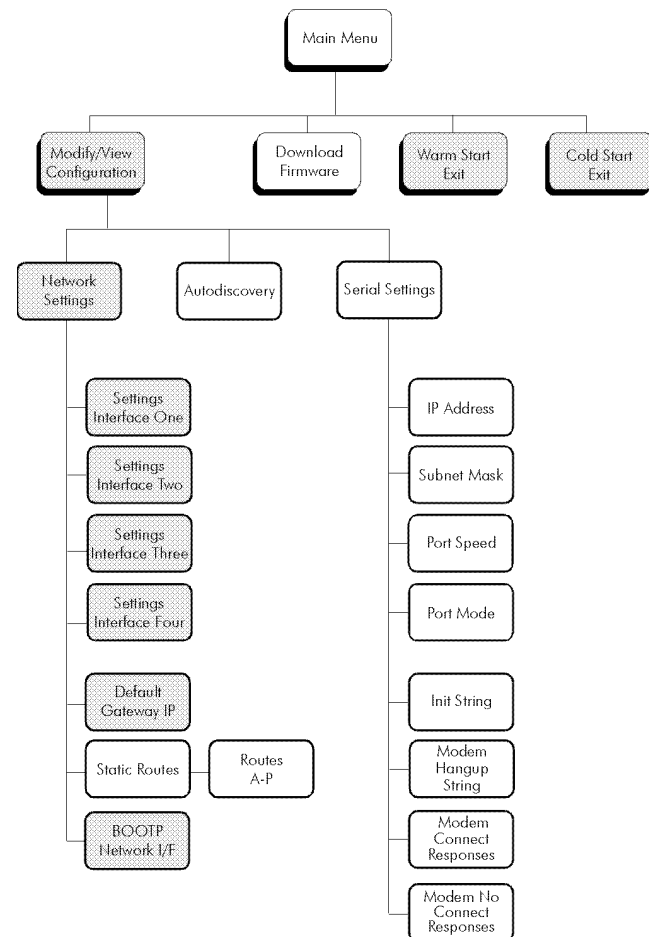 Main Menu
Modify/View
Configuration
Download
Firmware
Warm Start
Exit
Cold Start
Exit
Network
Settings
Autodiscovery
Serial Settings
Settings
Interface One
Settings
Interface Two
Settings
Interface Three
Settings
Interface Four
Default
Gateway IP
Static Routes
Routes
A-P
BOOTP
Network I/F
IP Address
Subnet Mask
Port Speed
Port Mode
Init String
Modem
Hangup
String
Modem
Connect
Responses
Modem No
Connect
Responses